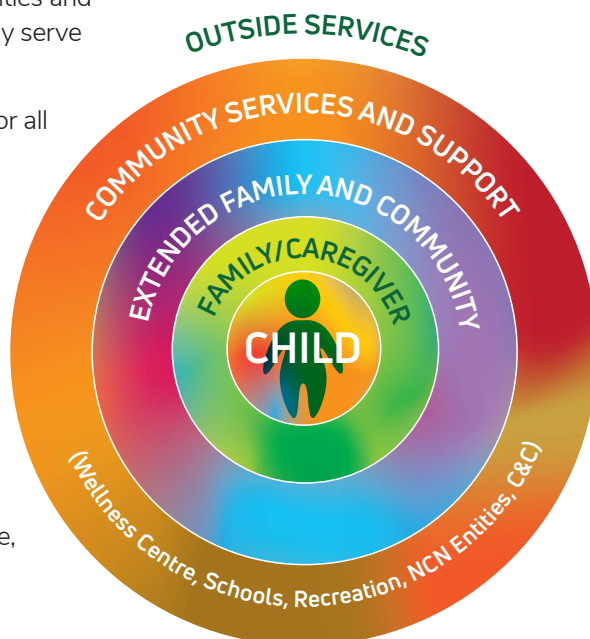 ties and
y serve
or all
e,
OUTSIDE SERVICES
COMMUNITY SERVICES AND SUPPORT
EXTENDED FAMILY AND COMMUNITY
FAMILY/CAREGIVER
CHILD
(Wellness Centre, Schools, Recreation, NCN Entities, C&C)